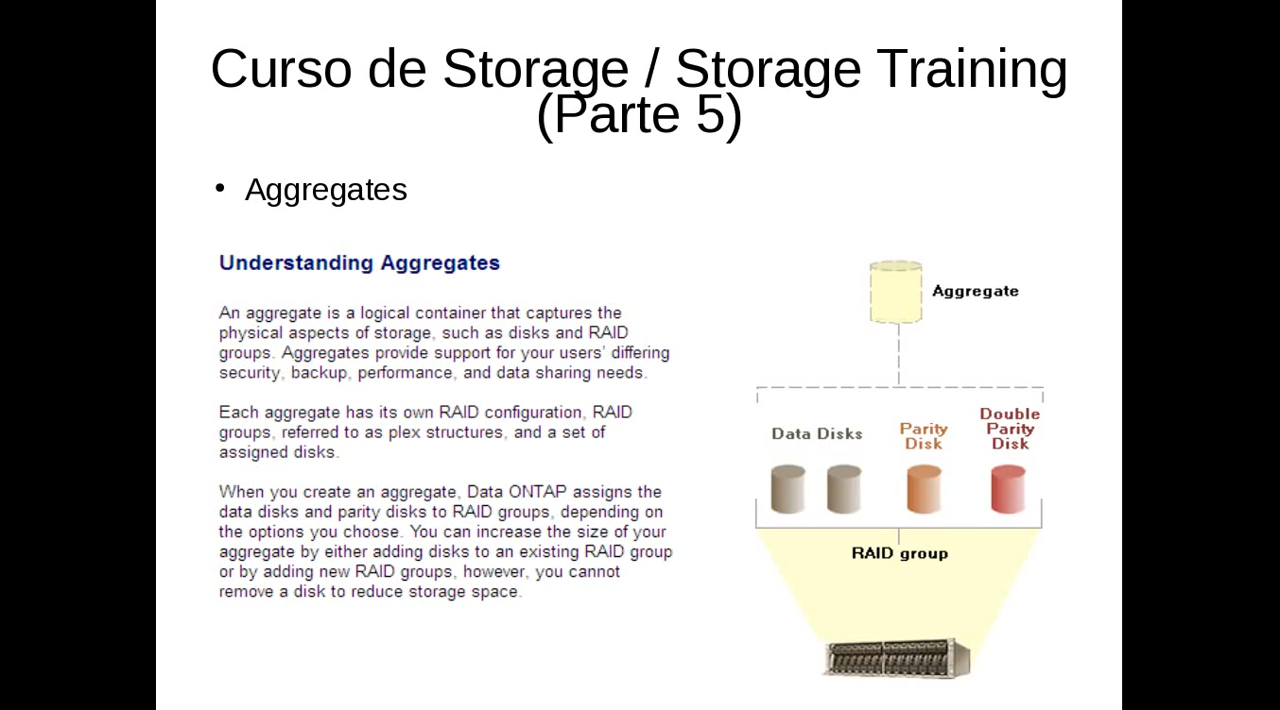 Curso de Storage / Storage Training
(Parte 5)
• Aggregates
Understanding Aggregates
An aggregate is a logical container that captures the
physical aspects of storage, such as disks and RAID
groups. Aggregates provide support for your users' differing
security, backup, performance, and data sharing needs.
Each aggregate has its own RAID configuration, RAID
groups, referred to as plex structures, and a set of
assigned disks.
When you create an aggregate, Data ONTAP assigns the
data disks and parity disks to RAID groups, depending on
the options you choose. You can increase the size of your
aggregate by either adding disks to an existing RAID group
or by adding new RAID groups, however, you cannot
remove a disk to reduce storage space.
Aggregate
Data Disks
Parity
Disk
Double
Parity
Disk
RAID group